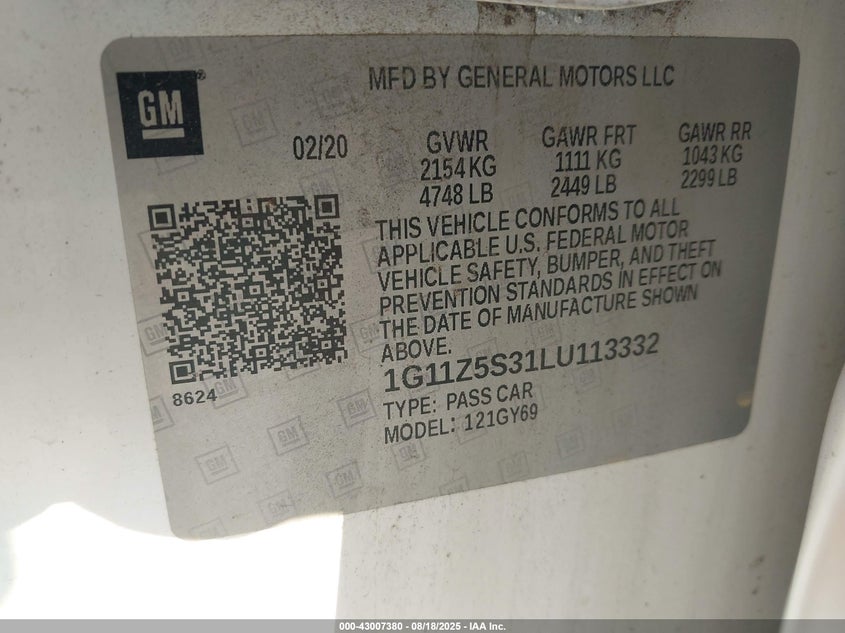 GM
MFD BY GENERAL MOTORS LLC
02/20
GVWR GAWR FRT GAWR RR
2154 KG 1111 KG 1043 KG
4748 LB 2449 LB 2299 LB
THIS VEHICLE CONFORMS TO ALL
APPLICABLE U.S. FEDERAL MOTOR
VEHICLE SAFETY, BUMPER, AND THEFT
PREVENTION STANDARDS IN EFFECT ON
THE DATE OF MANUFACTURE SHOWN
ABOVE.
8624
1G11Z5S31LU113332
TYPE: PASS CAR
MODEL: 121GY69
000-43007380 - 08/18/2025 - IAA Inc.